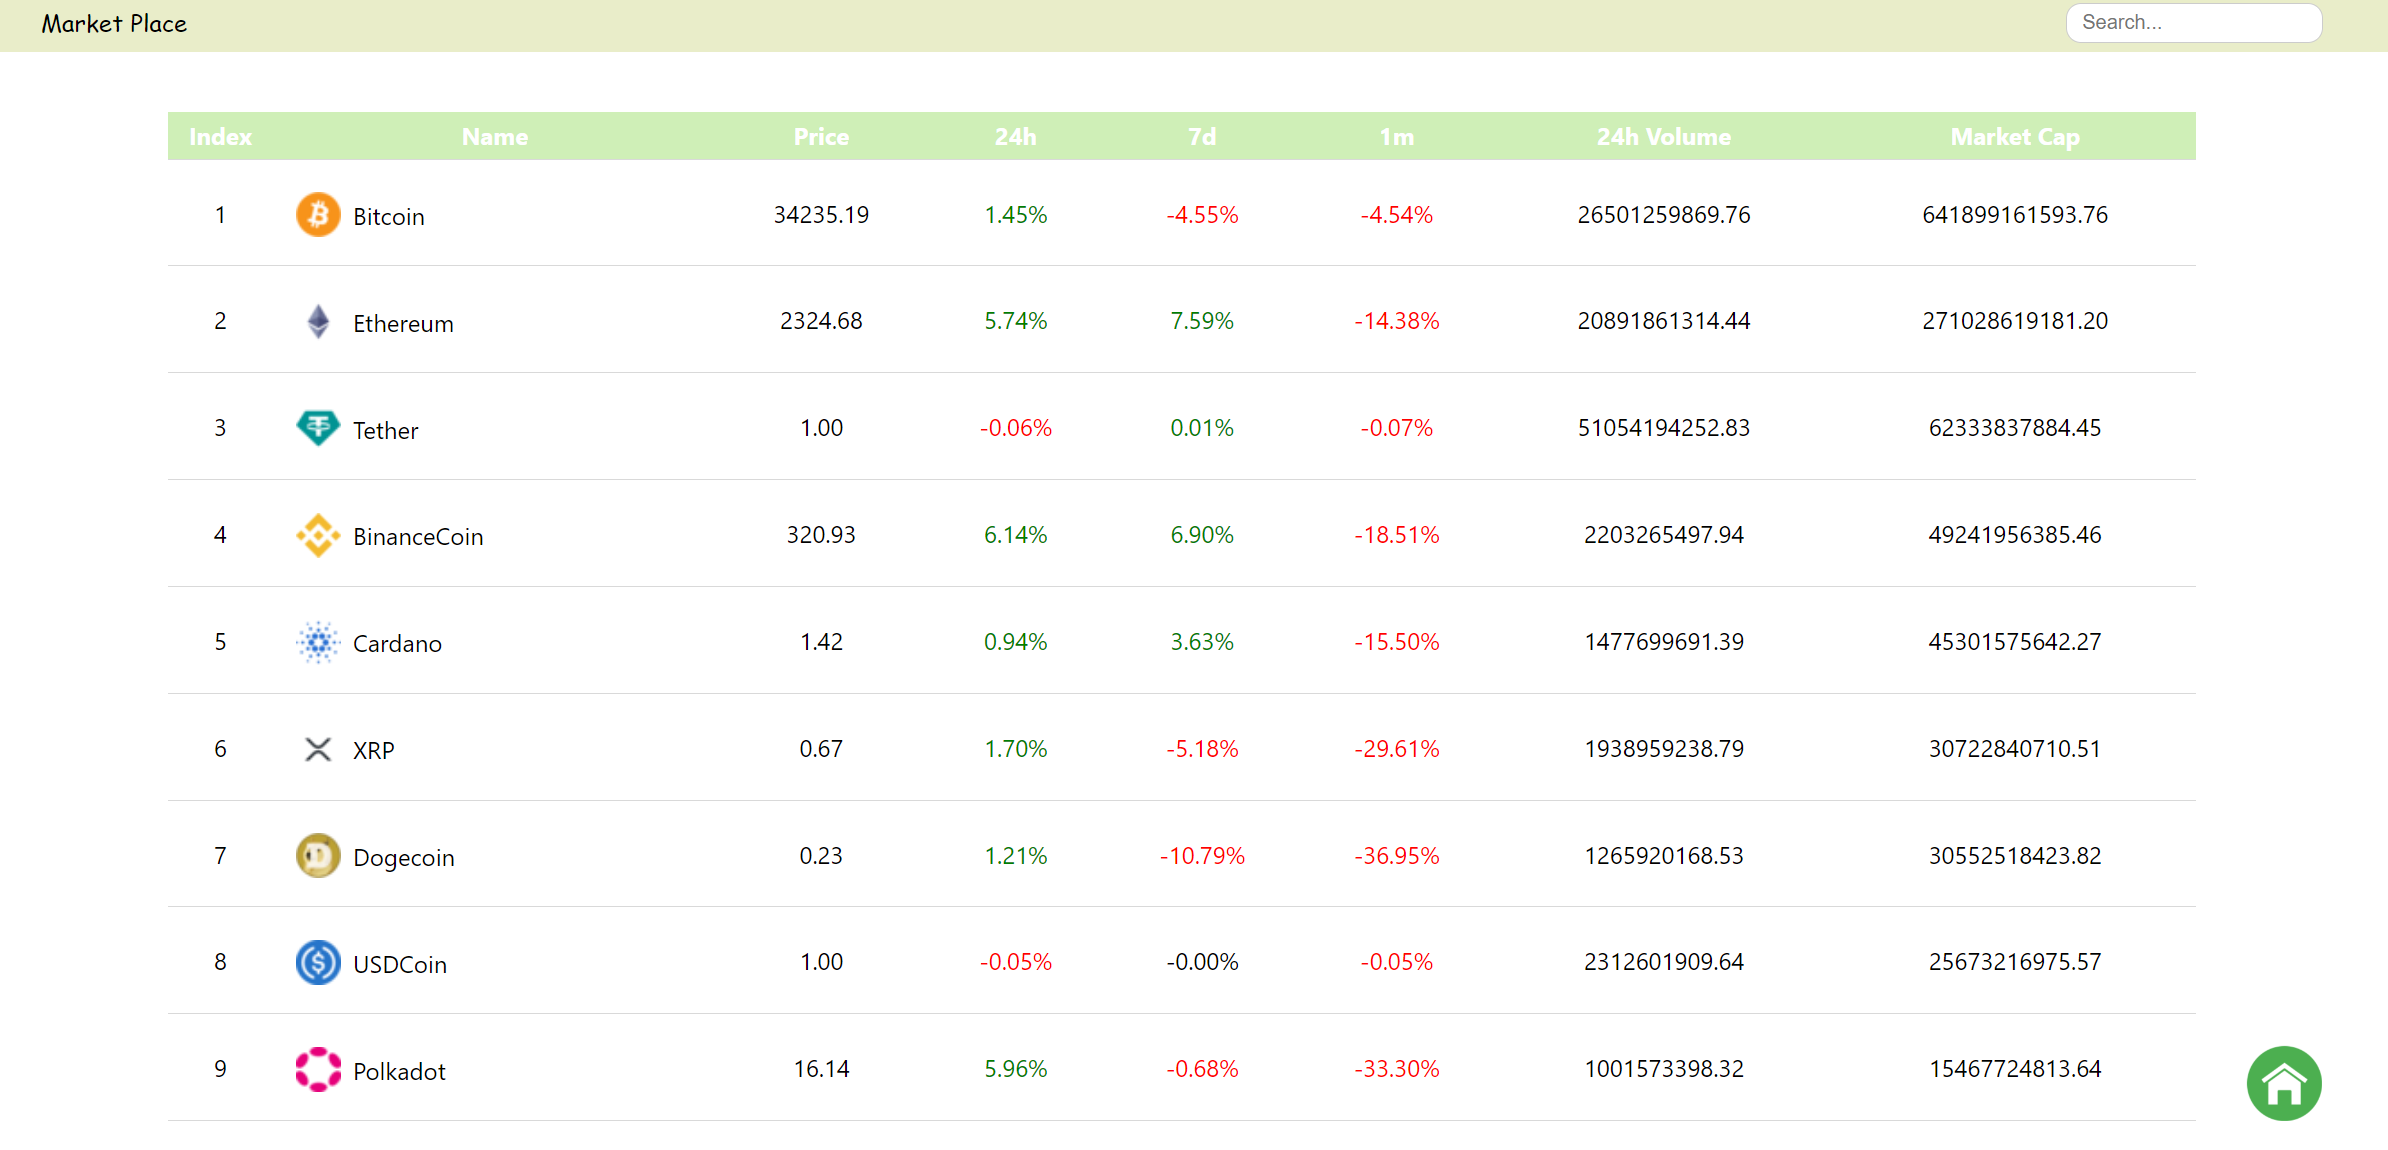 Market Place Search...
Index Name Price 24h 7d 1m 24h Volume Market Cap
1 Bitcoin 34235.19 1.45% -4.55% -4.54% 26501259869.76 641899161593.76
2 Ethereum 2324.68 5.74% 7.59% -14.38% 20891861314.44 271028619181.20
3 Tether 1.00 -0.06% 0.01% -0.07% 51054194252.83 62333837884.45
4 BinanceCoin 320.93 6.14% 6.90% -18.51% 2203265497.94 49241956385.46
5 Cardano 1.42 0.94% 3.63% -15.50% 1477699691.39 45301575642.27
6 XRP 0.67 1.70% -5.18% -29.61% 1938959238.79 30722840710.51
7 Dogecoin 0.23 1.21% -10.79% -36.95% 1265920168.53 30552518423.82
8 USDCoin 1.00 -0.05% -0.00% -0.05% 2312601909.64 25673216975.57
9 Polkadot 16.14 5.96% -0.68% -33.30% 1001573398.32 15467724813.64